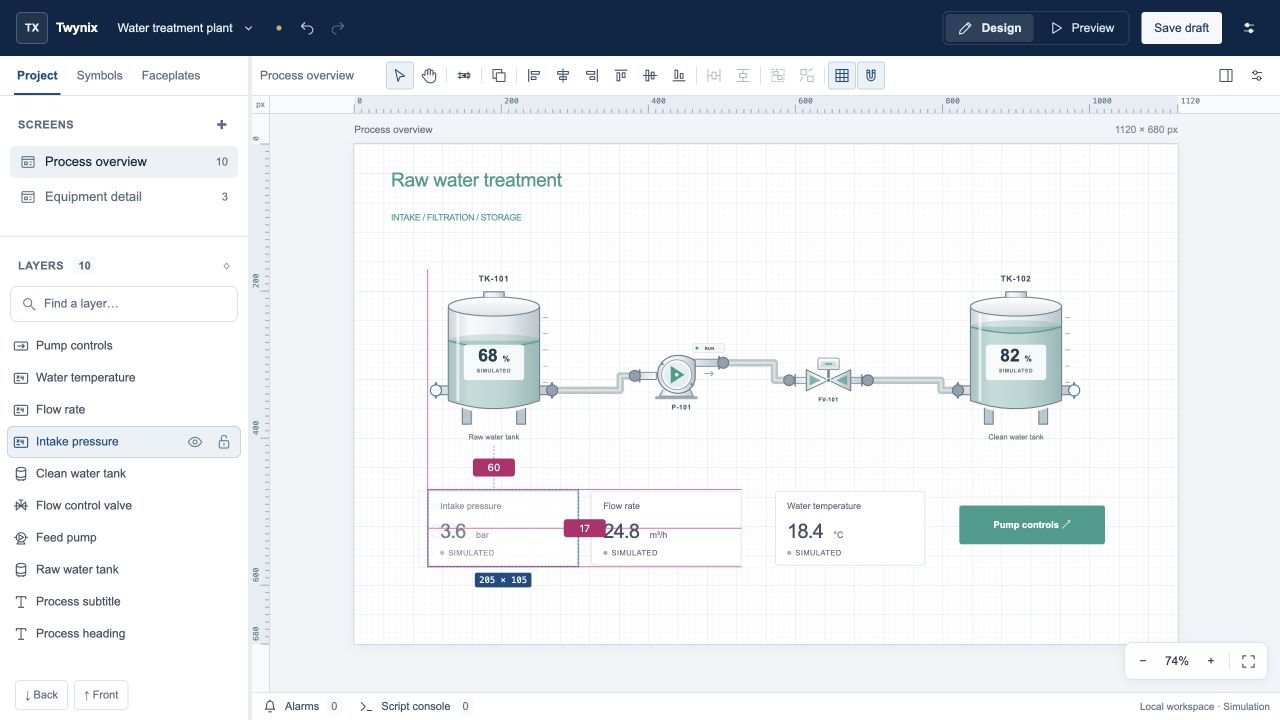 TX Twynix Water treatment plant Design Preview Save draft
Project Symbols Faceplates Process overview
SCREENS
Process overview 10
Equipment detail 3
LAYERS 10
Find a layer…
Pump controls
Water temperature
Flow rate
Intake pressure
Clean water tank
Flow control valve
Feed pump
Raw water tank
Process subtitle
Process heading
↓ Back ↑ Front
px 0 200 400 600 800 1000 1120
0
200
400
600
680
Process overview 1120 × 680 px
Raw water treatment
INTAKE / FILTRATION / STORAGE
TK-101
68 %
SIMULATED
Raw water tank
RUN
P-101
FV-101
TK-102
82 %
SIMULATED
Clean water tank
60
Intake pressure
3.6 bar
SIMULATED
17
205 × 105
Flow rate
24.8 m³/h
SIMULATED
Water temperature
18.4 °C
SIMULATED
Pump controls ↗
− 74% +
Alarms 0 Script console 0 Local workspace · Simulation